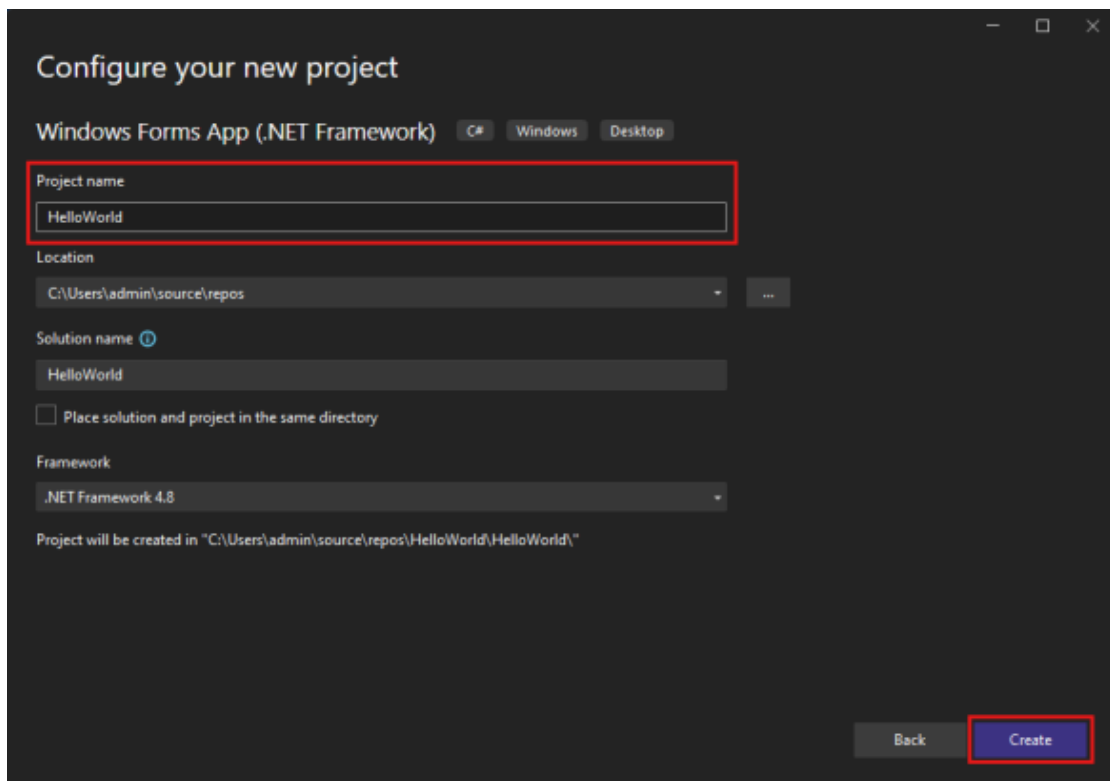 Configure your new project
Windows Forms App (.NET Framework) C# Windows Desktop
Project name
HelloWorld
Location
C:\Users\admin\source\repos
...
Solution name
HelloWorld
Place solution and project in the same directory
Framework
.NET Framework 4.8
Project will be created in "C:\Users\admin\source\repos\HelloWorld\HelloWorld\"
Back Create